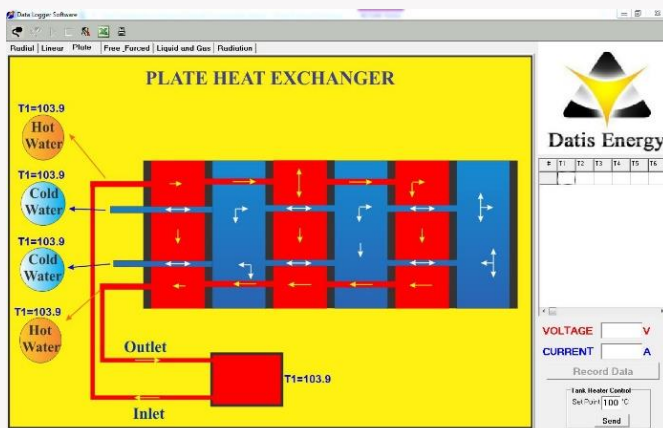 Data Logger Software
Radial Linear Plate Free_Forced Liquid and Gas Radiation
PLATE HEAT EXCHANGER
T1=103.9
Hot
Water
T1=103.9
Cold
Water
T1=103.9
Cold
Water
T1=103.9
Hot
Water
Outlet
T1=103.9
Inlet
Datis Energy
# T1 T2 T3 T4 T5 T6
VOLTAGE V
CURRENT A
Record Data
Tank Heater Control
Set Point 100 °C
Send